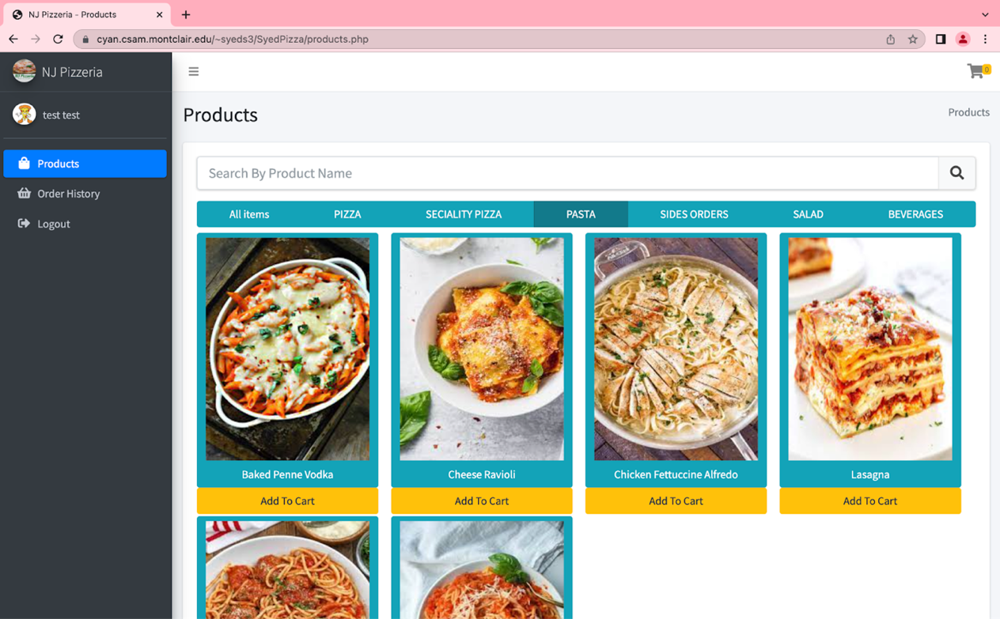 NJ Pizzeria - Products
cyan.csam.montclair.edu/~syeds3/SyedPizza/products.php
NJ Pizzeria
0
test test
Products
Products
Products
Search By Product Name
Order History
Logout
All items PIZZA SECIALITY PIZZA PASTA SIDES ORDERS SALAD BEVERAGES
Baked Penne Vodka Cheese Ravioli Chicken Fettuccine Alfredo Lasagna
Add To Cart Add To Cart Add To Cart Add To Cart